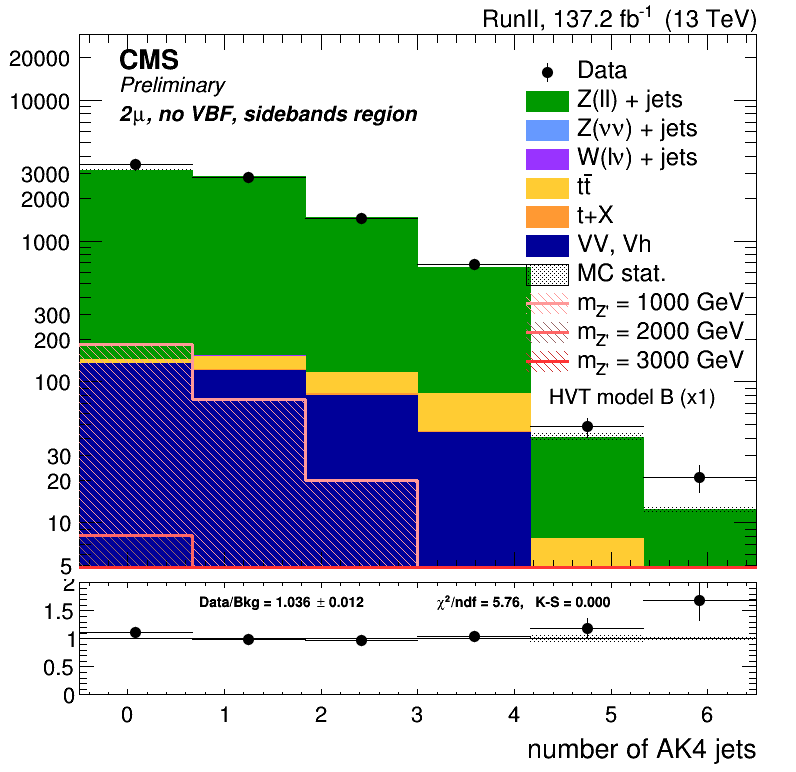 RunII, 137.2 fb⁻¹ (13 TeV)
CMS
Preliminary
2μ, no VBF, sidebands region
Data
Z(ll) + jets
Z(νν) + jets
W(lν) + jets
tt̄
t+X
VV, Vh
MC stat.
m_Z' = 1000 GeV
m_Z' = 2000 GeV
m_Z' = 3000 GeV
HVT model B (x1)
20000
10000
3000
2000
1000
300
200
100
30
20
10
5
2
1.5
1
0.5
0
Data/Bkg = 1.036 ± 0.012
χ²/ndf = 5.76, K-S = 0.000
0 1 2 3 4 5 6
number of AK4 jets